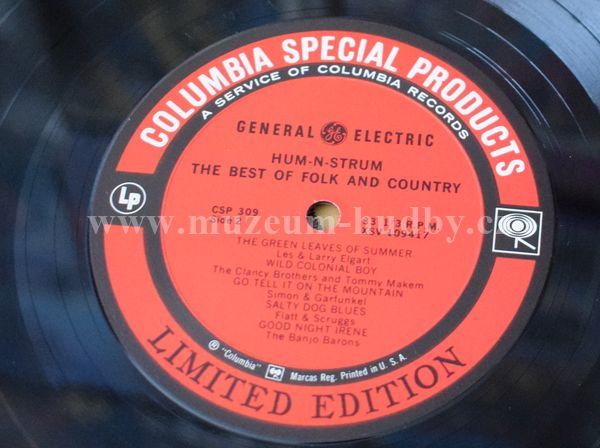 COLUMBIA SPECIAL PRODUCTS
A SERVICE OF COLUMBIA RECORDS
GENERAL GE ELECTRIC
HUM-N-STRUM
THE BEST OF FOLK AND COUNTRY
LP
CSP 309
Side 2
33 1/3 R.P.M.
XSV 109417
www.muzeum-hudby.c
THE GREEN LEAVES OF SUMMER
Les & Larry Elgart
WILD COLONIAL BOY
The Clancy Brothers and Tommy Makem
GO TELL IT ON THE MOUNTAIN
Simon & Garfunkel
SALTY DOG BLUES
Flatt & Scruggs
GOOD NIGHT IRENE
The Banjo Barons
® "Columbia" Marcas Reg. Printed in U. S. A.
LIMITED EDITION